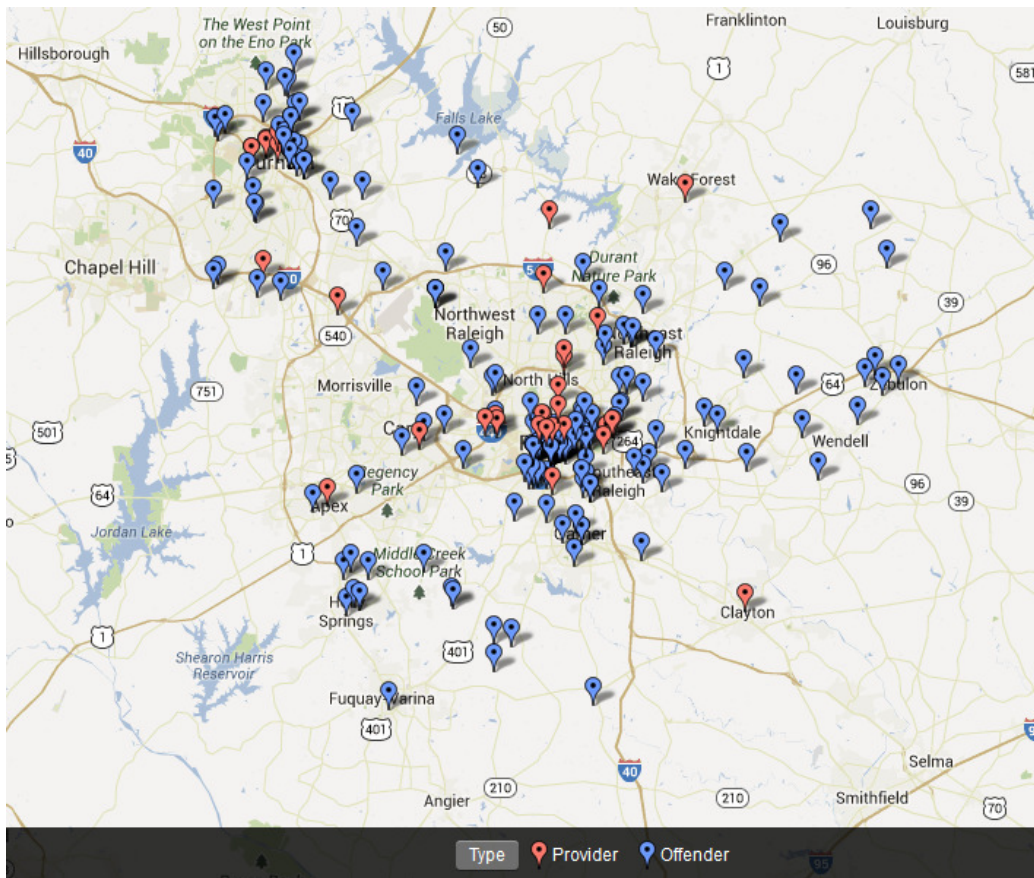 The West Point
on the Eno Park
50
Franklinton
Louisburg
Hillsborough
1
581
40
Falls Lake
Wake Forest
70
Chapel Hill
Durant
Nature Park
96
39
Northwest
Raleigh
540
Raleigh
Morrisville
North Hills
64
Zebulon
751
501
Knightdale
264
Wendell
Regency
Park
Southeast
Raleigh
64
96
39
Apex
Jordan Lake
Garner
1
Middle Creek
School Park
Clayton
Springs
1
401
Shearon Harris
Reservoir
Fuquay-Varina
401
40
Selma
210
210
Angier
Smithfield
70
Type
Provider
Offender
95